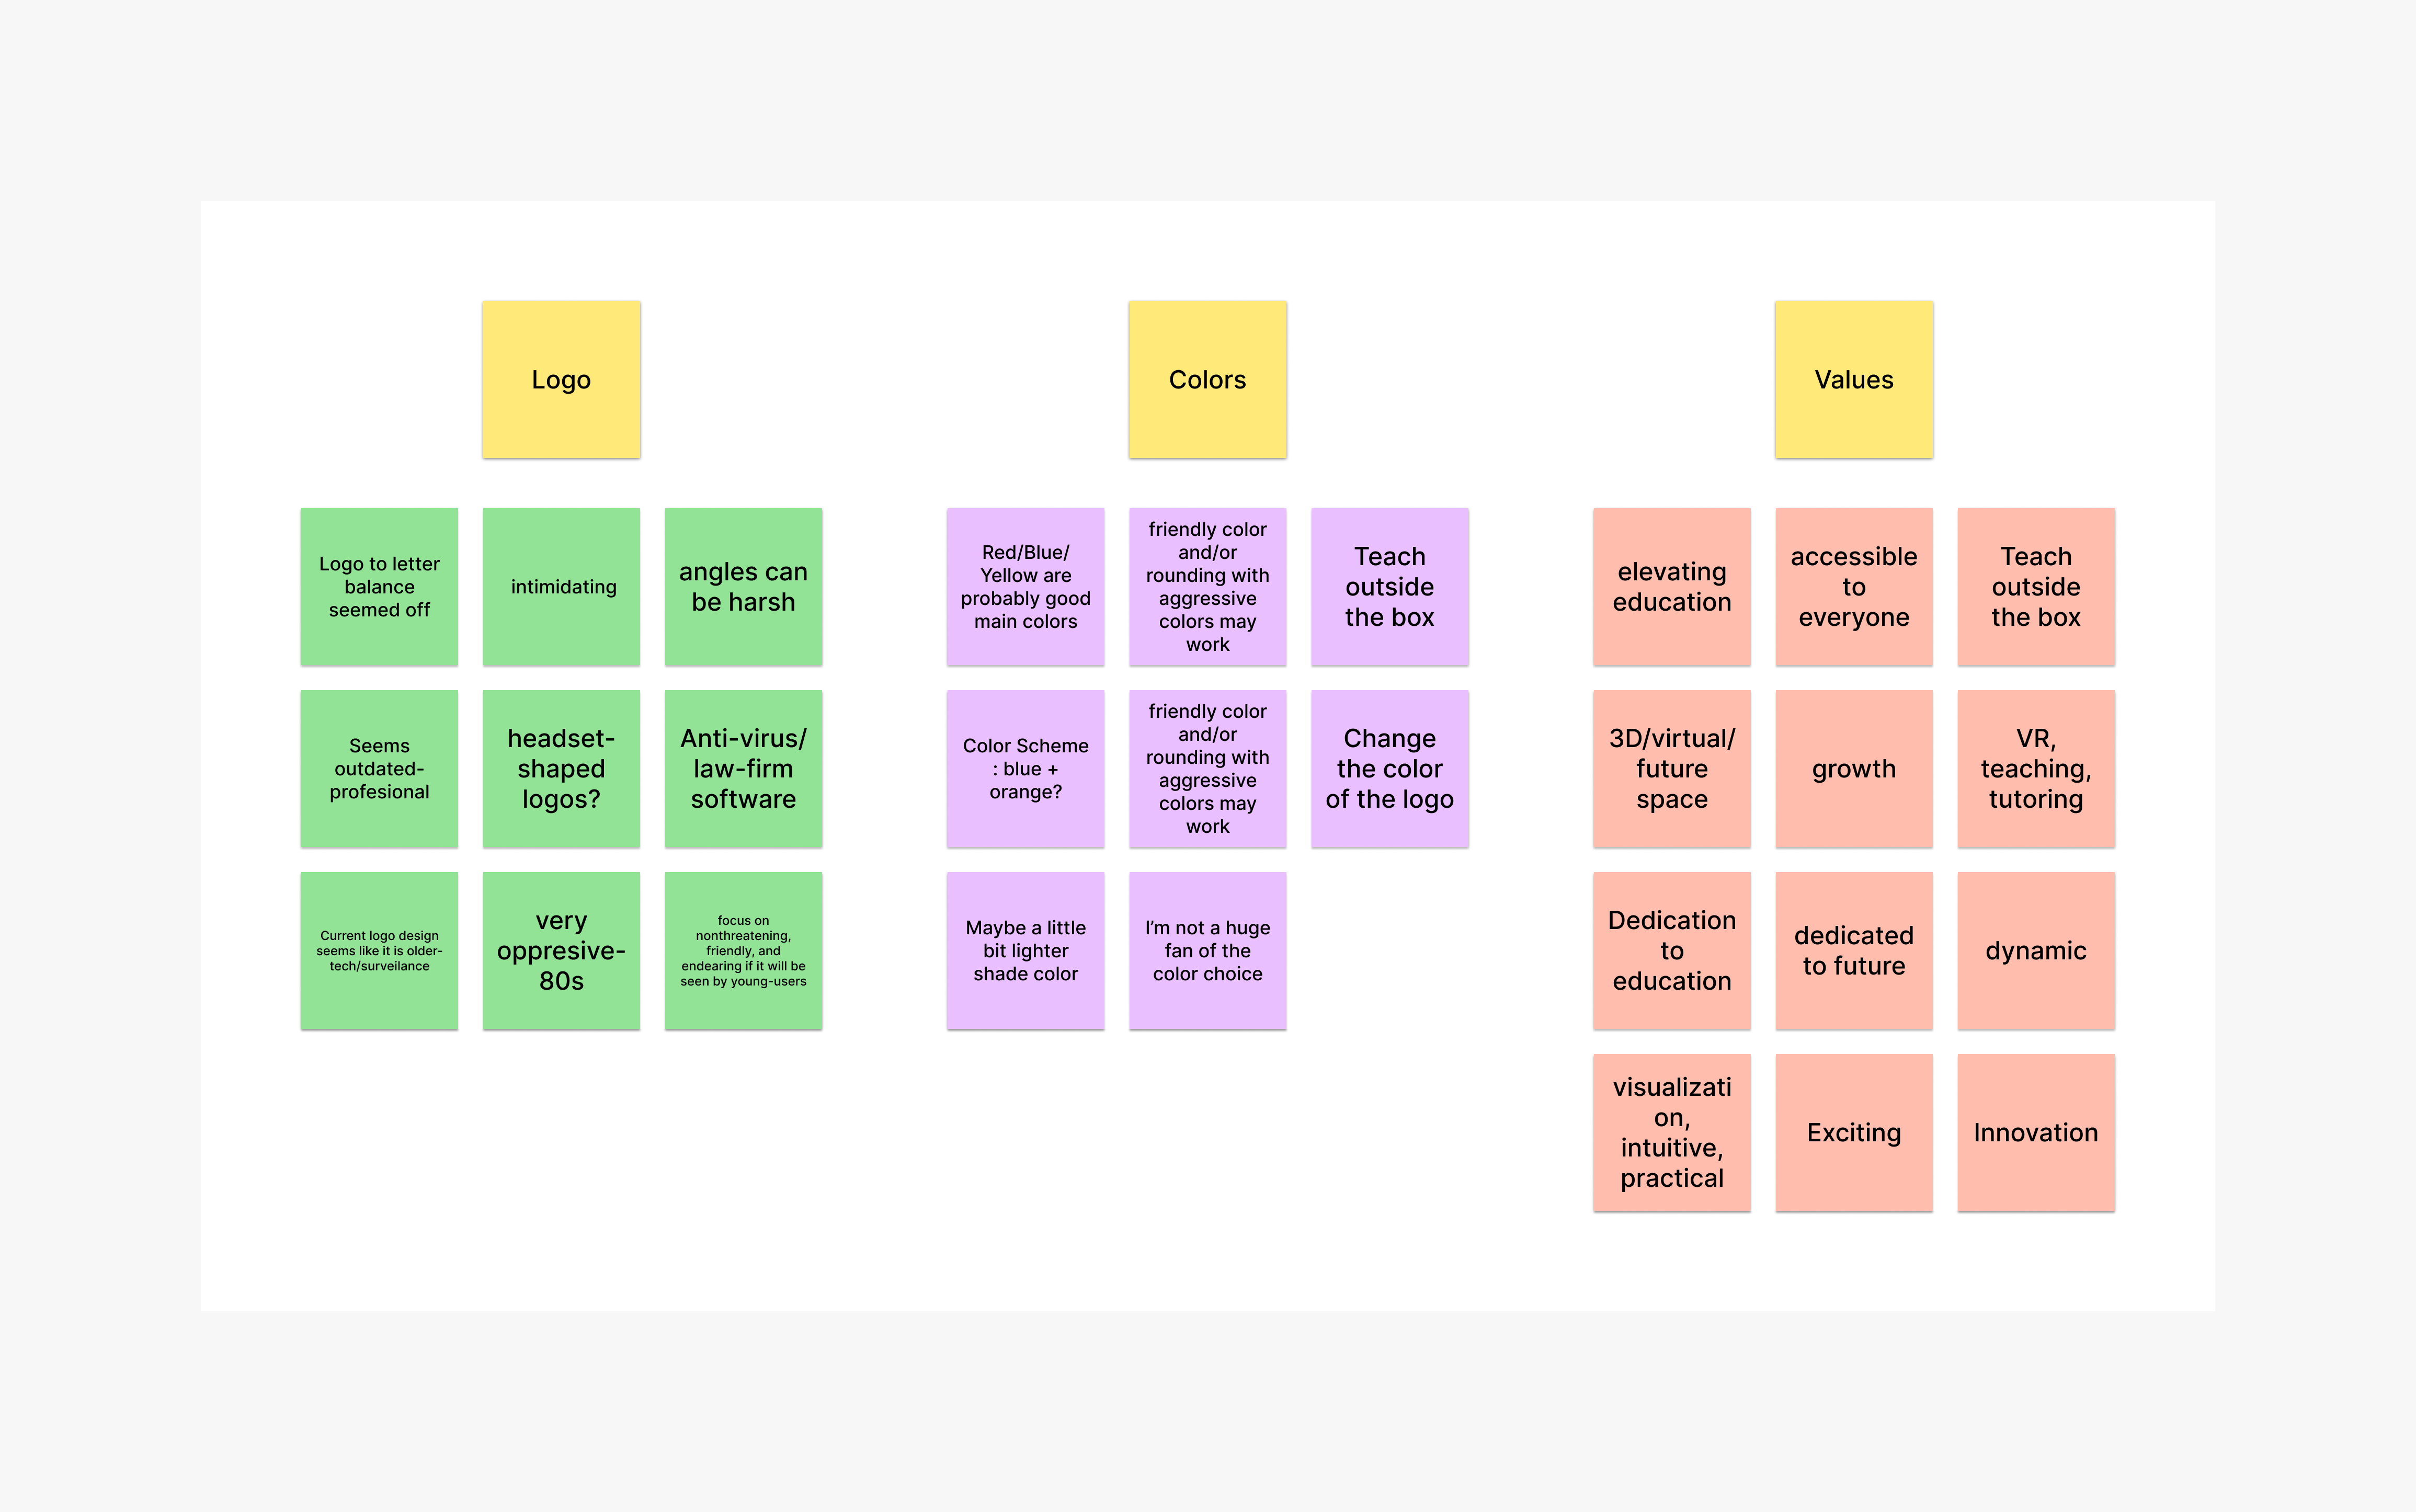 Logo
Logo to letter
balance
seemed off
intimidating
angles can
be harsh
Seems
outdated-
profesional
headset-
shaped
logos?
Anti-virus/
law-firm
software
Current logo design
seems like it is older-
tech/surveilance
very
oppresive-
80s
focus on
nonthreatening,
friendly, and
endearing if it will be
seen by young-users
Colors
Red/Blue/
Yellow are
probably good
main colors
friendly color
and/or
rounding with
aggressive
colors may
work
Teach
outside
the box
Color Scheme
: blue +
orange?
friendly color
and/or
rounding with
aggressive
colors may
work
Change
the color
of the logo
Maybe a little
bit lighter
shade color
I’m not a huge
fan of the
color choice
Values
elevating
education
accessible
to
everyone
Teach
outside
the box
3D/virtual/
future
space
growth
VR,
teaching,
tutoring
Dedication
to
education
dedicated
to future
dynamic
visualizati
on,
intuitive,
practical
Exciting
Innovation